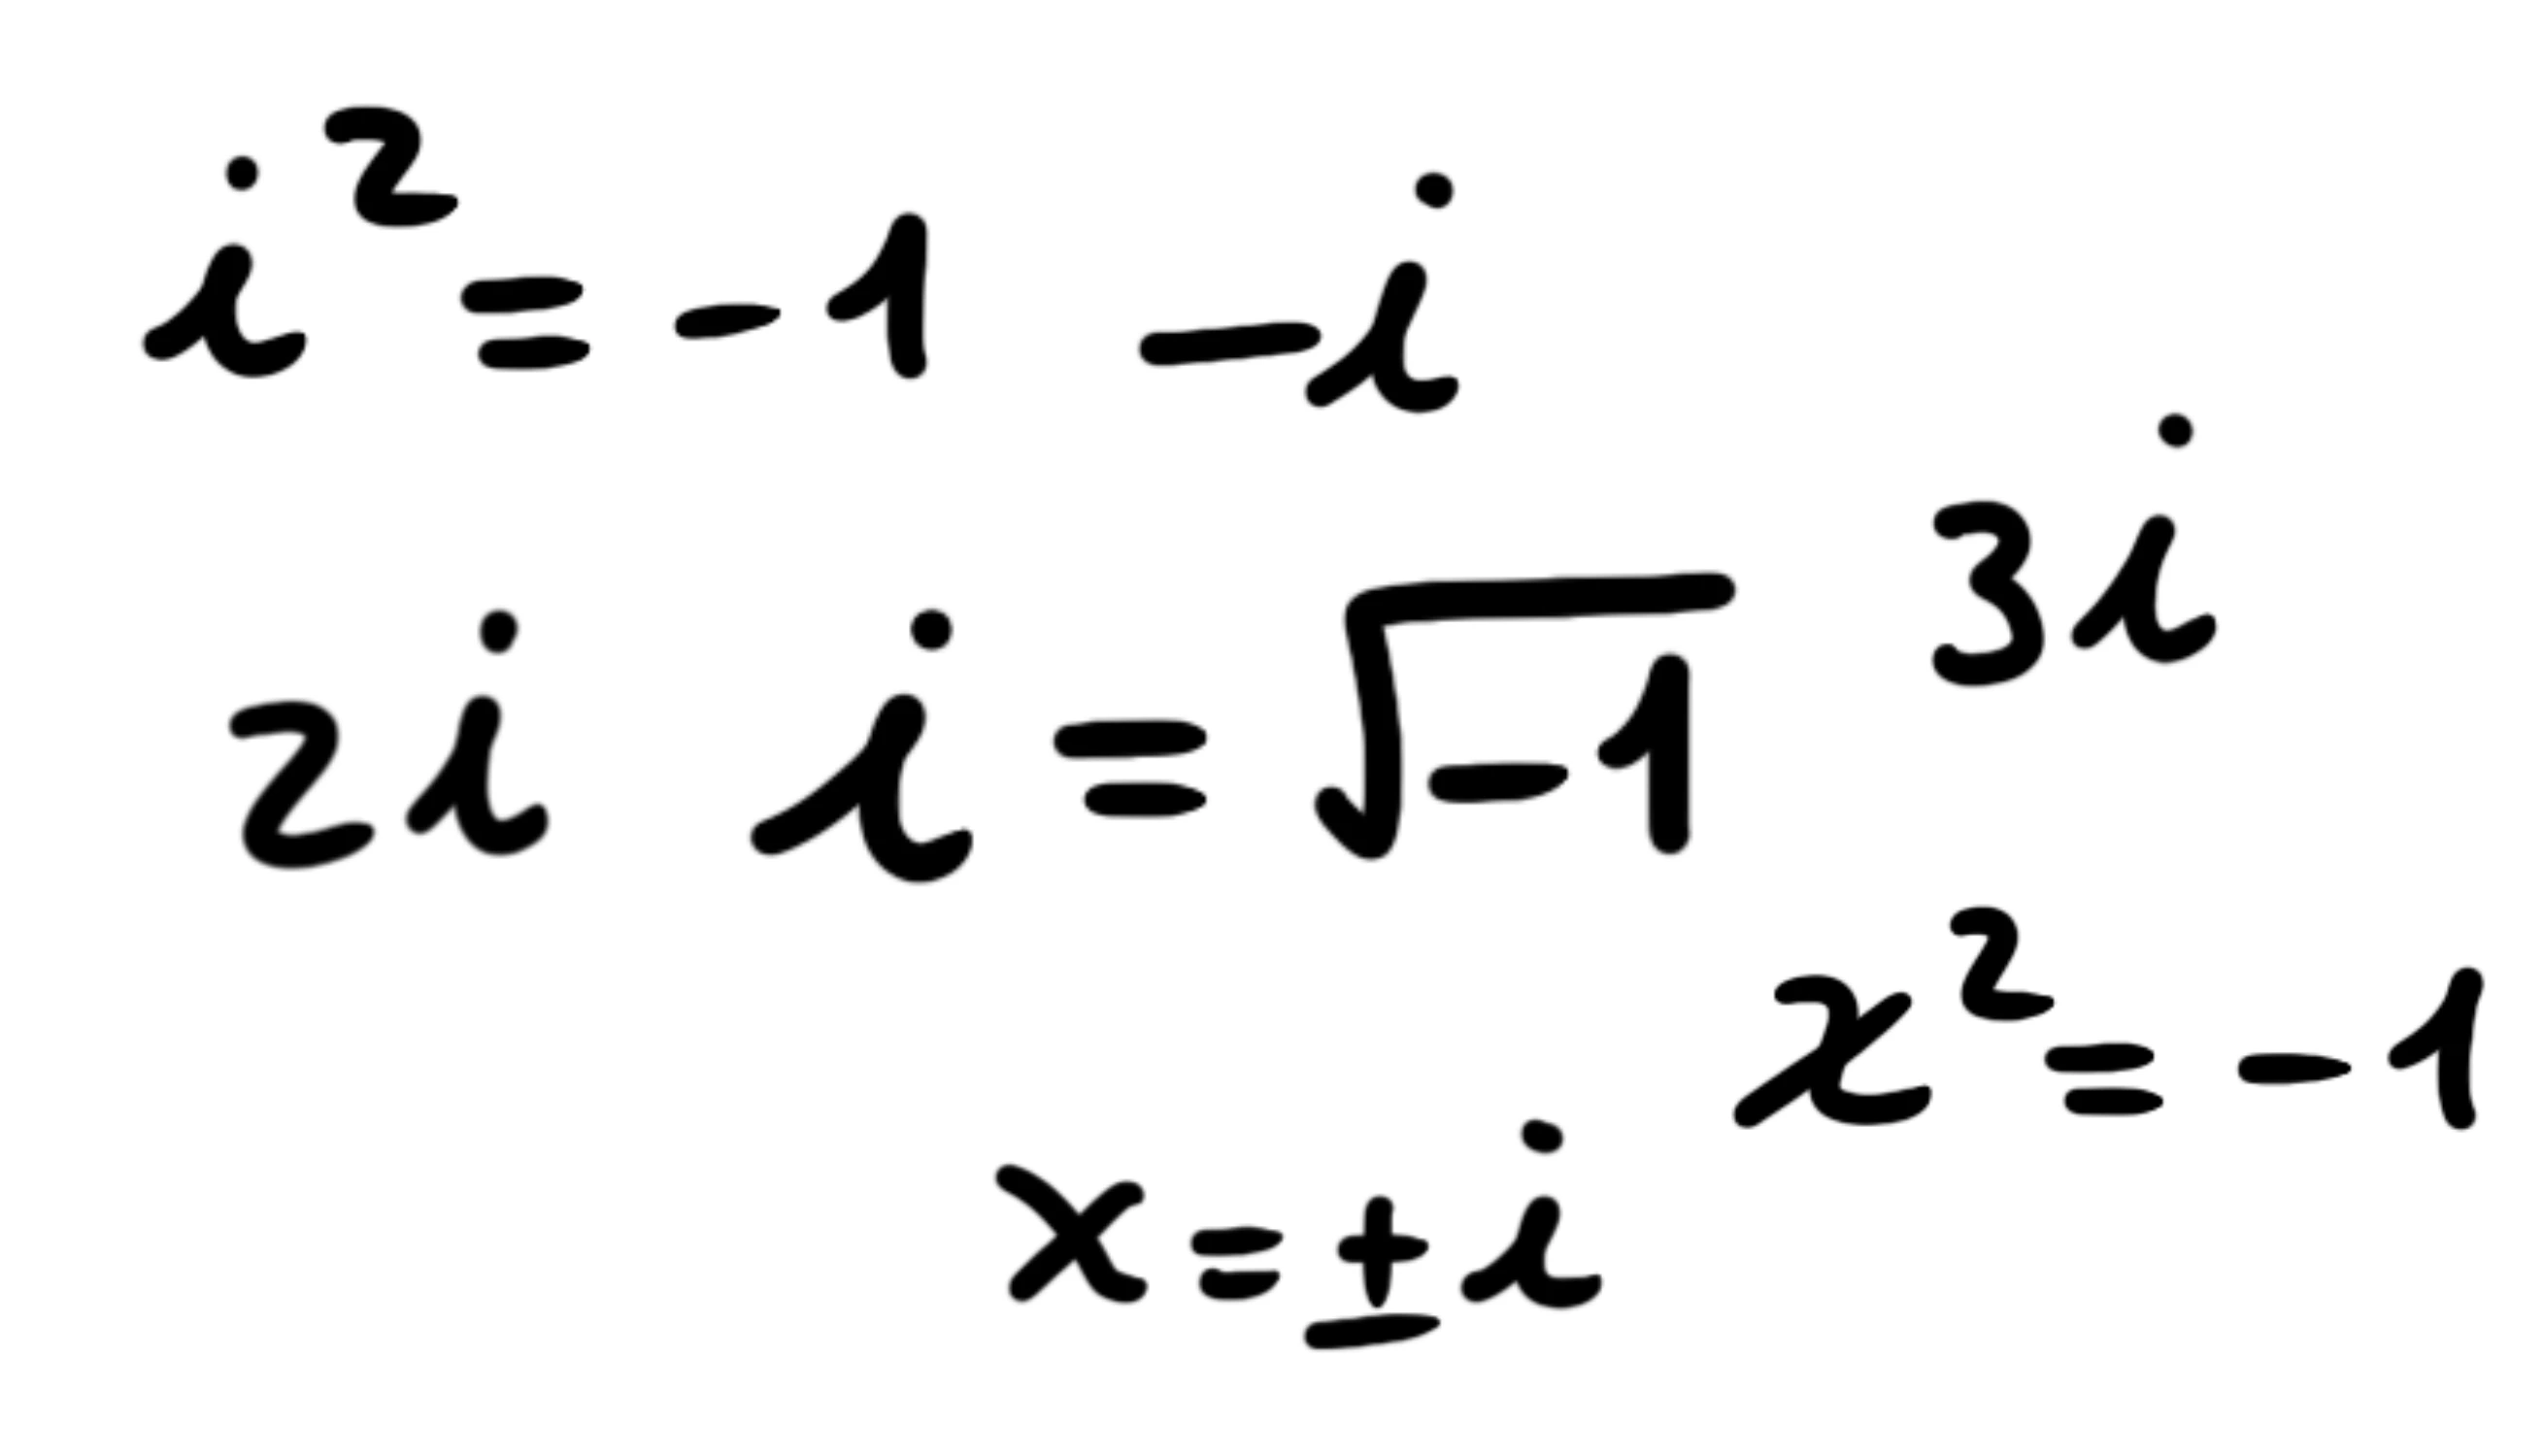 i² = -1
-i
3i
2i
i = √-1
x² = -1
x = ± i